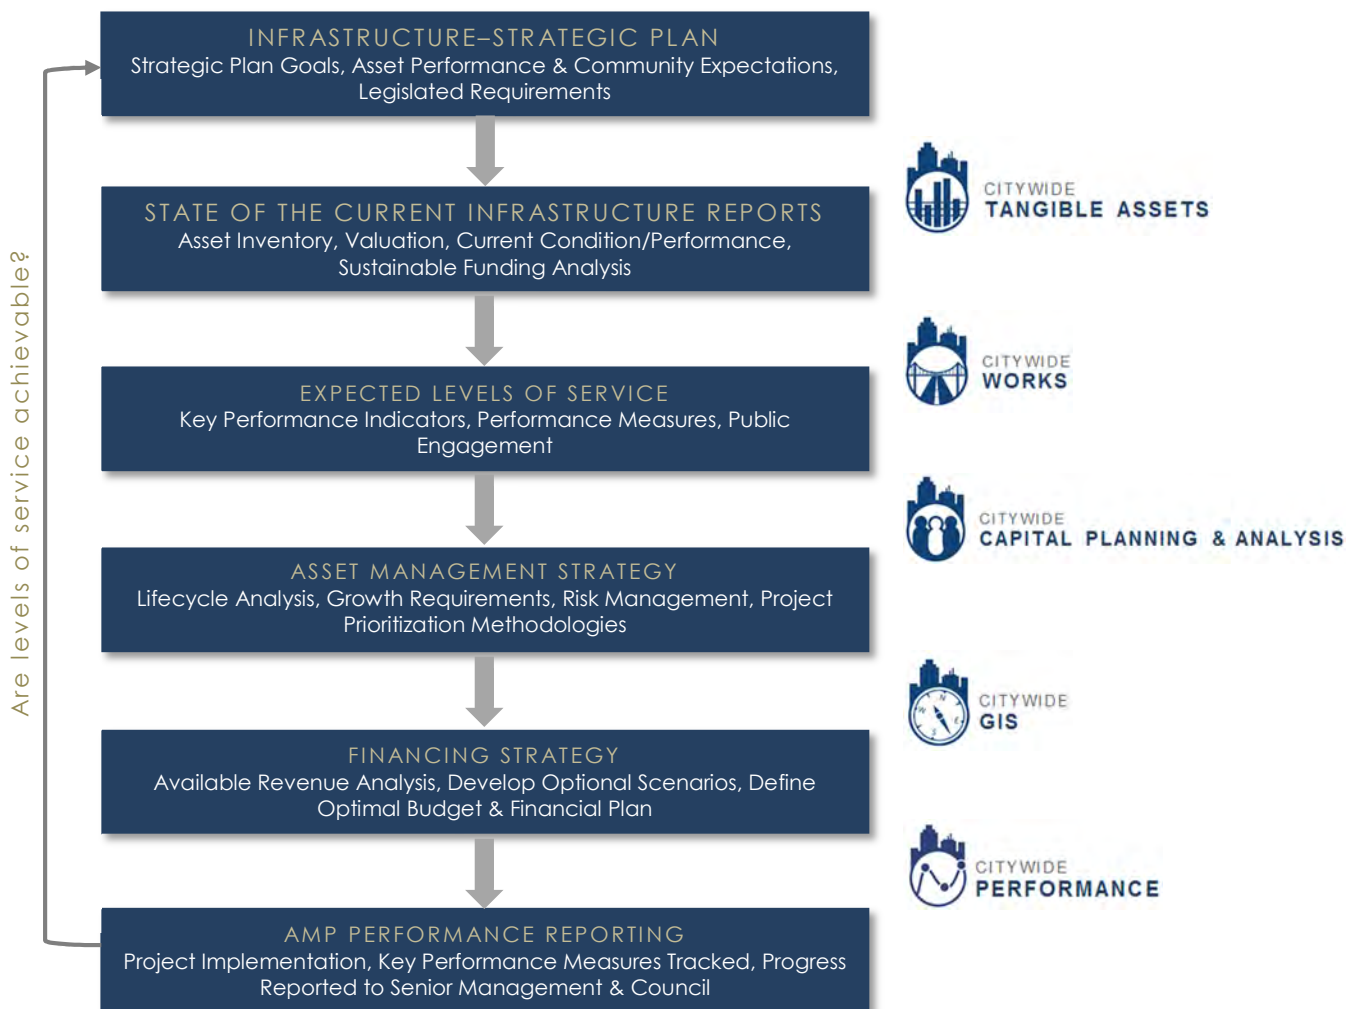 INFRASTRUCTURE–STRATEGIC PLAN
Strategic Plan Goals, Asset Performance & Community Expectations,
Legislated Requirements
STATE OF THE CURRENT INFRASTRUCTURE REPORTS
Asset Inventory, Valuation, Current Condition/Performance,
Sustainable Funding Analysis
EXPECTED LEVELS OF SERVICE
Key Performance Indicators, Performance Measures, Public
Engagement
ASSET MANAGEMENT STRATEGY
Lifecycle Analysis, Growth Requirements, Risk Management, Project
Prioritization Methodologies
FINANCING STRATEGY
Available Revenue Analysis, Develop Optional Scenarios, Define
Optimal Budget & Financial Plan
AMP PERFORMANCE REPORTING
Project Implementation, Key Performance Measures Tracked, Progress
Reported to Senior Management & Council
Are levels of service achievable?
CITYWIDE
TANGIBLE ASSETS
CITYWIDE
WORKS
CITYWIDE
CAPITAL PLANNING & ANALYSIS
N
W
E
S
CITYWIDE
GIS
CITYWIDE
PERFORMANCE